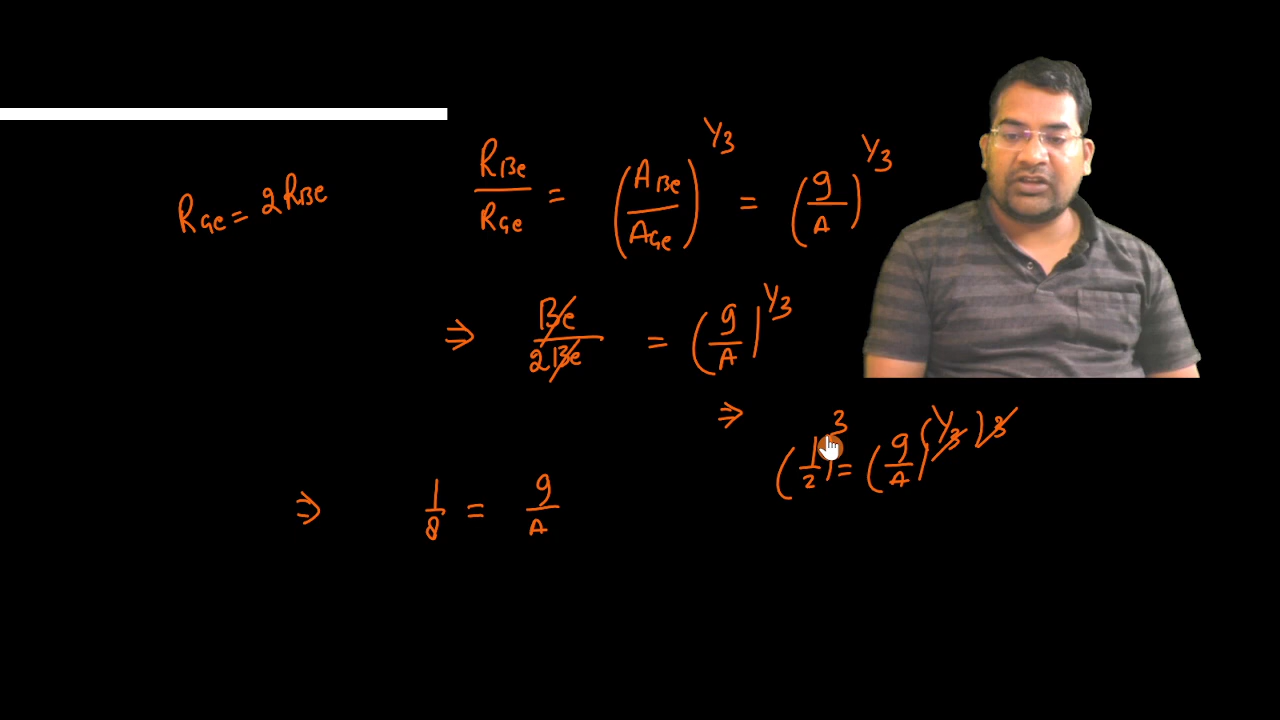 R_Ge = 2R_Be
R_Be / R_Ge = (A_Be / A_Ge)^1/3 = (9 / A)^1/3
⇒ Be / 2Be = (9 / A)^1/3
⇒ (1 / 2)^3 = (9 / A)^(1/3)3
⇒ 1 / 8 = 9 / A